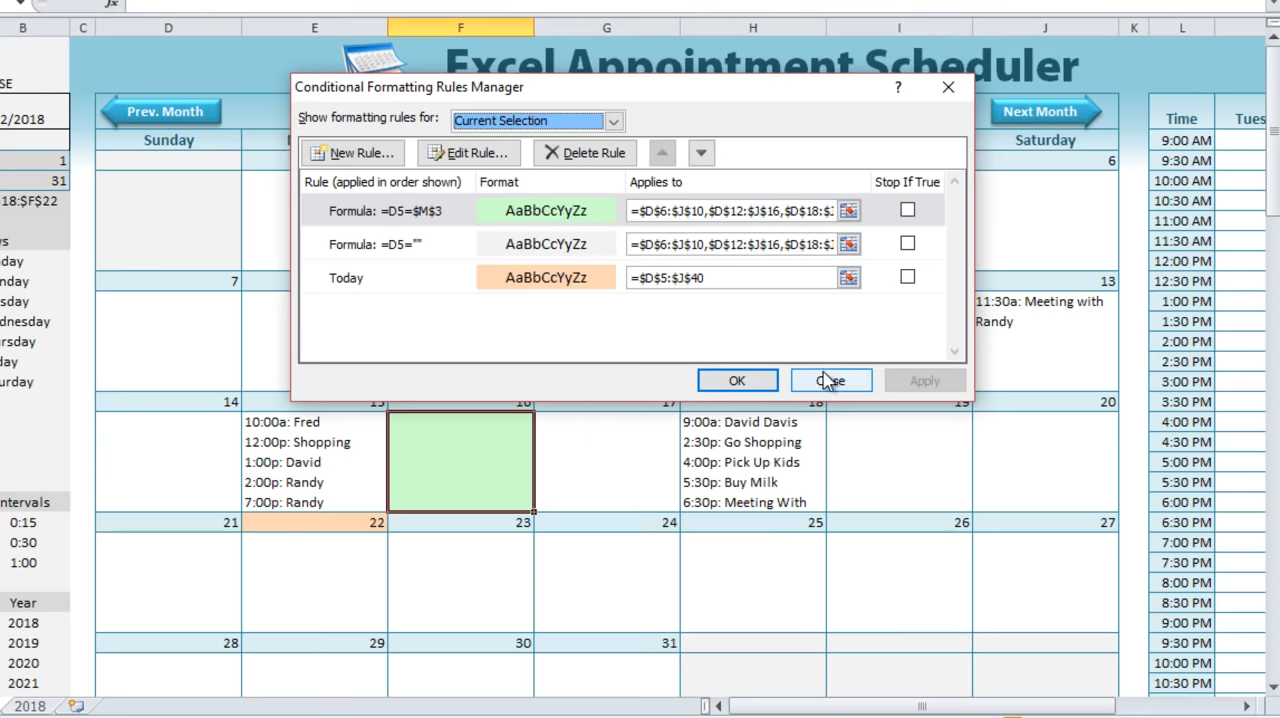 B C D E F G H I J K L
Excel Appointment Scheduler
SE
2/2018
Prev. Month
Next Month
Conditional Formatting Rules Manager
?
Show formatting rules for:
Current Selection
New Rule...
Edit Rule...
Delete Rule
Rule (applied in order shown)
Format
Applies to
Stop If True
Formula: =D5=$M$3
AaBbCcYyZz
=$D$6:$J$10,$D$12:$J$16,$D$18:$J
Formula: =D5=""
AaBbCcYyZz
=$D$6:$J$10,$D$12:$J$16,$D$18:$J
Today
AaBbCcYyZz
=$D$5:$J$40
OK
Apply
Sunday
Saturday
Time
Tues
1
31
18:$F$22
6
7
13
11:30a: Meeting with
Randy
14 15 16 17 18 19 20
10:00a: Fred
12:00p: Shopping
1:00p: David
2:00p: Randy
7:00p: Randy
9:00a: David Davis
2:30p: Go Shopping
4:00p: Pick Up Kids
5:30p: Buy Milk
6:30p: Meeting With
21 22 23 24 25 26 27
28 29 30 31
nday
day
sday
dnesday
ursday
day
urday
ntervals
0:15
0:30
1:00
Year
2018
2019
2020
2021
9:00 AM
9:30 AM
10:00 AM
10:30 AM
11:00 AM
11:30 AM
12:00 PM
12:30 PM
1:00 PM
1:30 PM
2:00 PM
2:30 PM
3:00 PM
3:30 PM
4:00 PM
4:30 PM
5:00 PM
5:30 PM
6:00 PM
6:30 PM
7:00 PM
7:30 PM
8:00 PM
8:30 PM
9:00 PM
9:30 PM
10:00 PM
10:30 PM
2018